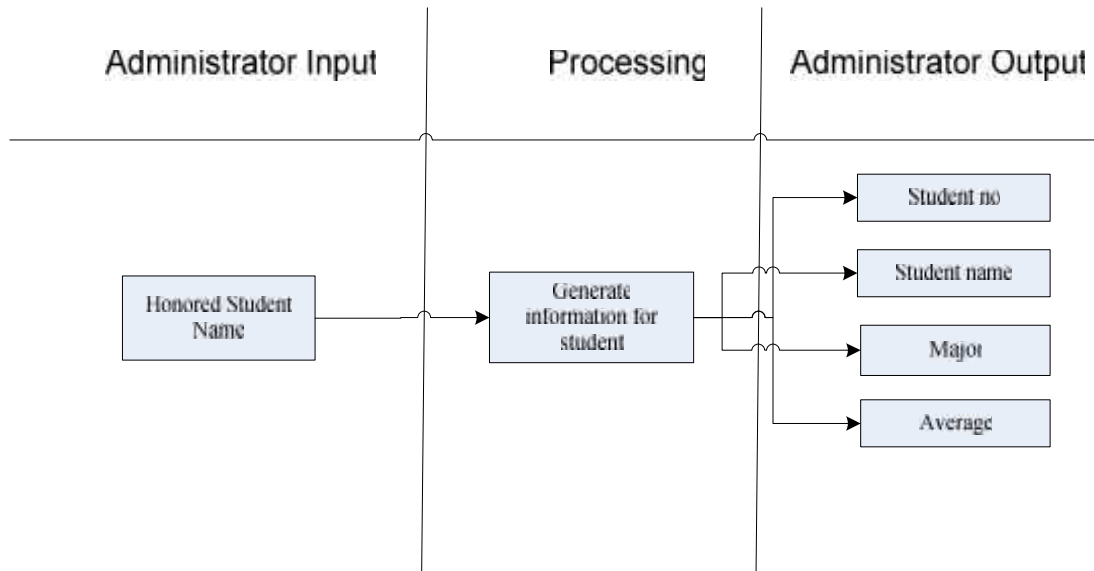 Administrator Input
Processing
Administrator Output
Honored Student
Name
Generate
information for
student
Student no
Student name
Major
Average